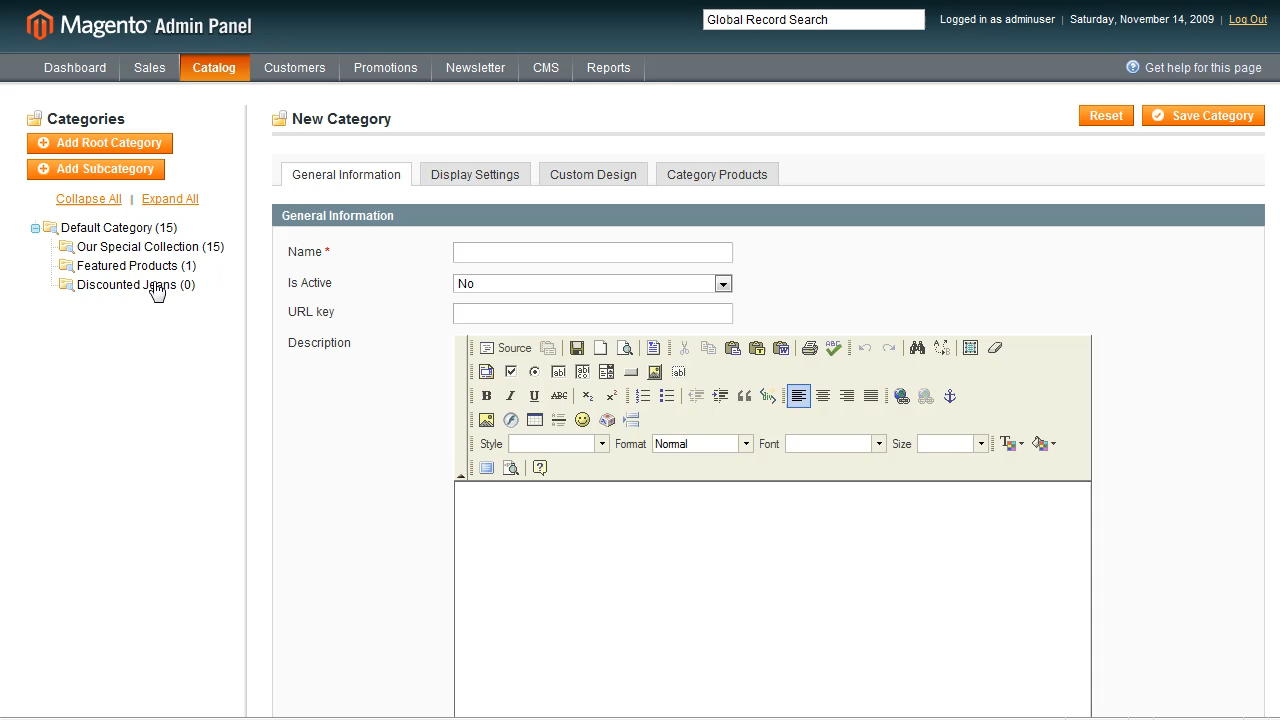 Magento Admin Panel
Global Record Search
Logged in as adminuser | Saturday, November 14, 2009 | Log Out
Dashboard
Sales
Catalog
Customers
Promotions
Newsletter
CMS
Reports
Get help for this page
Categories
Add Root Category
Add Subcategory
Collapse All | Expand All
Default Category (15)
Our Special Collection (15)
Featured Products (1)
Discounted Jeans (0)
New Category
Reset
Save Category
General Information
Display Settings
Custom Design
Category Products
General Information
Name *
Is Active
No
URL key
Description
Source
Style
Format
Normal
Font
Size